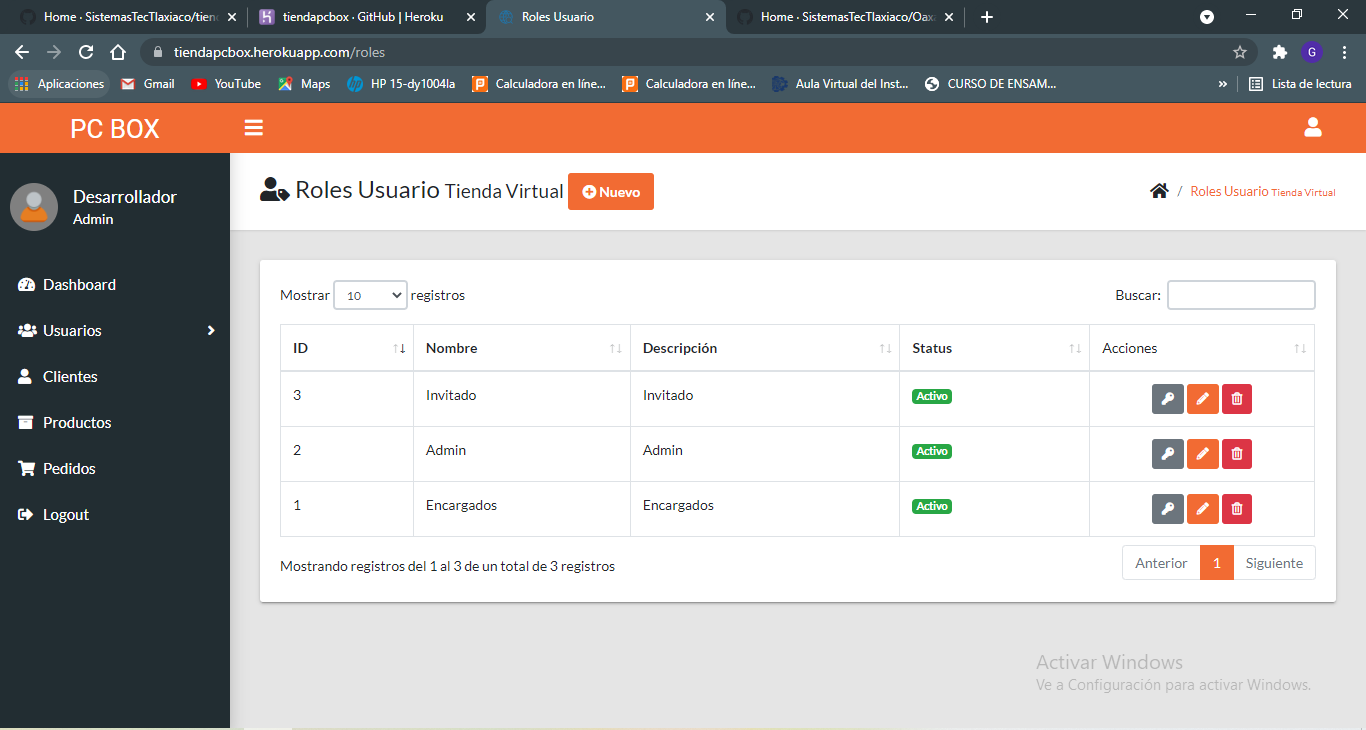 Home · SistemasTecTlaxiaco/tien
tiendapcbox · GitHub | Heroku
Roles Usuario
Home · SistemasTecTlaxiaco/Oax
tiendapcbox.herokuapp.com/roles
G
Aplicaciones
Gmail
YouTube
Maps
HP 15-dy1004la
Calculadora en líne...
Calculadora en líne...
Aula Virtual del Inst...
CURSO DE ENSAM...
»
Lista de lectura
PC BOX
Desarrollador
Admin
Dashboard
Usuarios
Clientes
Productos
Pedidos
Logout
Roles Usuario Tienda Virtual
Nuevo
/ Roles Usuario Tienda Virtual
Mostrar 10 registros
Buscar:
ID Nombre Descripción Status Acciones
3 Invitado Invitado Activo
2 Admin Admin Activo
1 Encargados Encargados Activo
Mostrando registros del 1 al 3 de un total de 3 registros
Anterior 1 Siguiente
Activar Windows
Ve a Configuración para activar Windows.